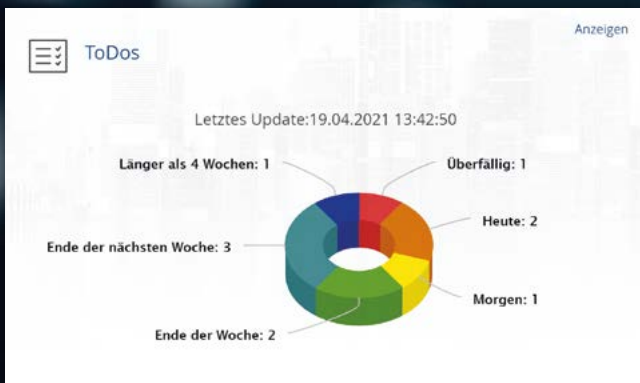 Anzeigen
ToDos
Letztes Update:19.04.2021 13:42:50
Länger als 4 Wochen: 1
Überfällig: 1
Heute: 2
Ende der nächsten Woche: 3
Morgen: 1
Ende der Woche: 2